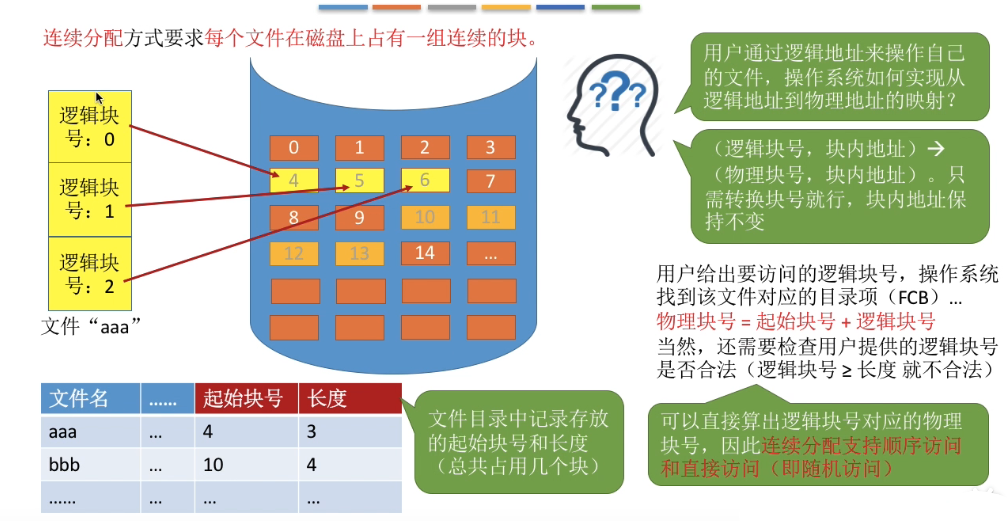 连续分配方式要求每个文件在磁盘上占有一组连续的块。
逻辑块
号：0
逻辑块
号：1
逻辑块
号：2
文件“aaa”
0 1 2 3
4 5 6 7
8 9 10 11
12 13 14 ...
???
用户通过逻辑地址来操作自己
的文件，操作系统如何实现从
逻辑地址到物理地址的映射？
（逻辑块号，块内地址）→
（物理块号，块内地址）。只
需转换块号就行，块内地址保
持不变
用户给出要访问的逻辑块号，操作系统
找到该文件对应的目录项（FCB）...
物理块号 = 起始块号 + 逻辑块号
当然，还需要检查用户提供的逻辑块号
是否合法（逻辑块号 ≥ 长度 就不合法）
文件名 …… 起始块号 长度
aaa ... 4 3
bbb ... 10 4
…… ... ... ...
文件目录中记录存放
的起始块号和长度
（总共占用几个块）
可以直接算出逻辑块号对应的物理
块号，因此连续分配支持顺序访问
和直接访问（即随机访问）